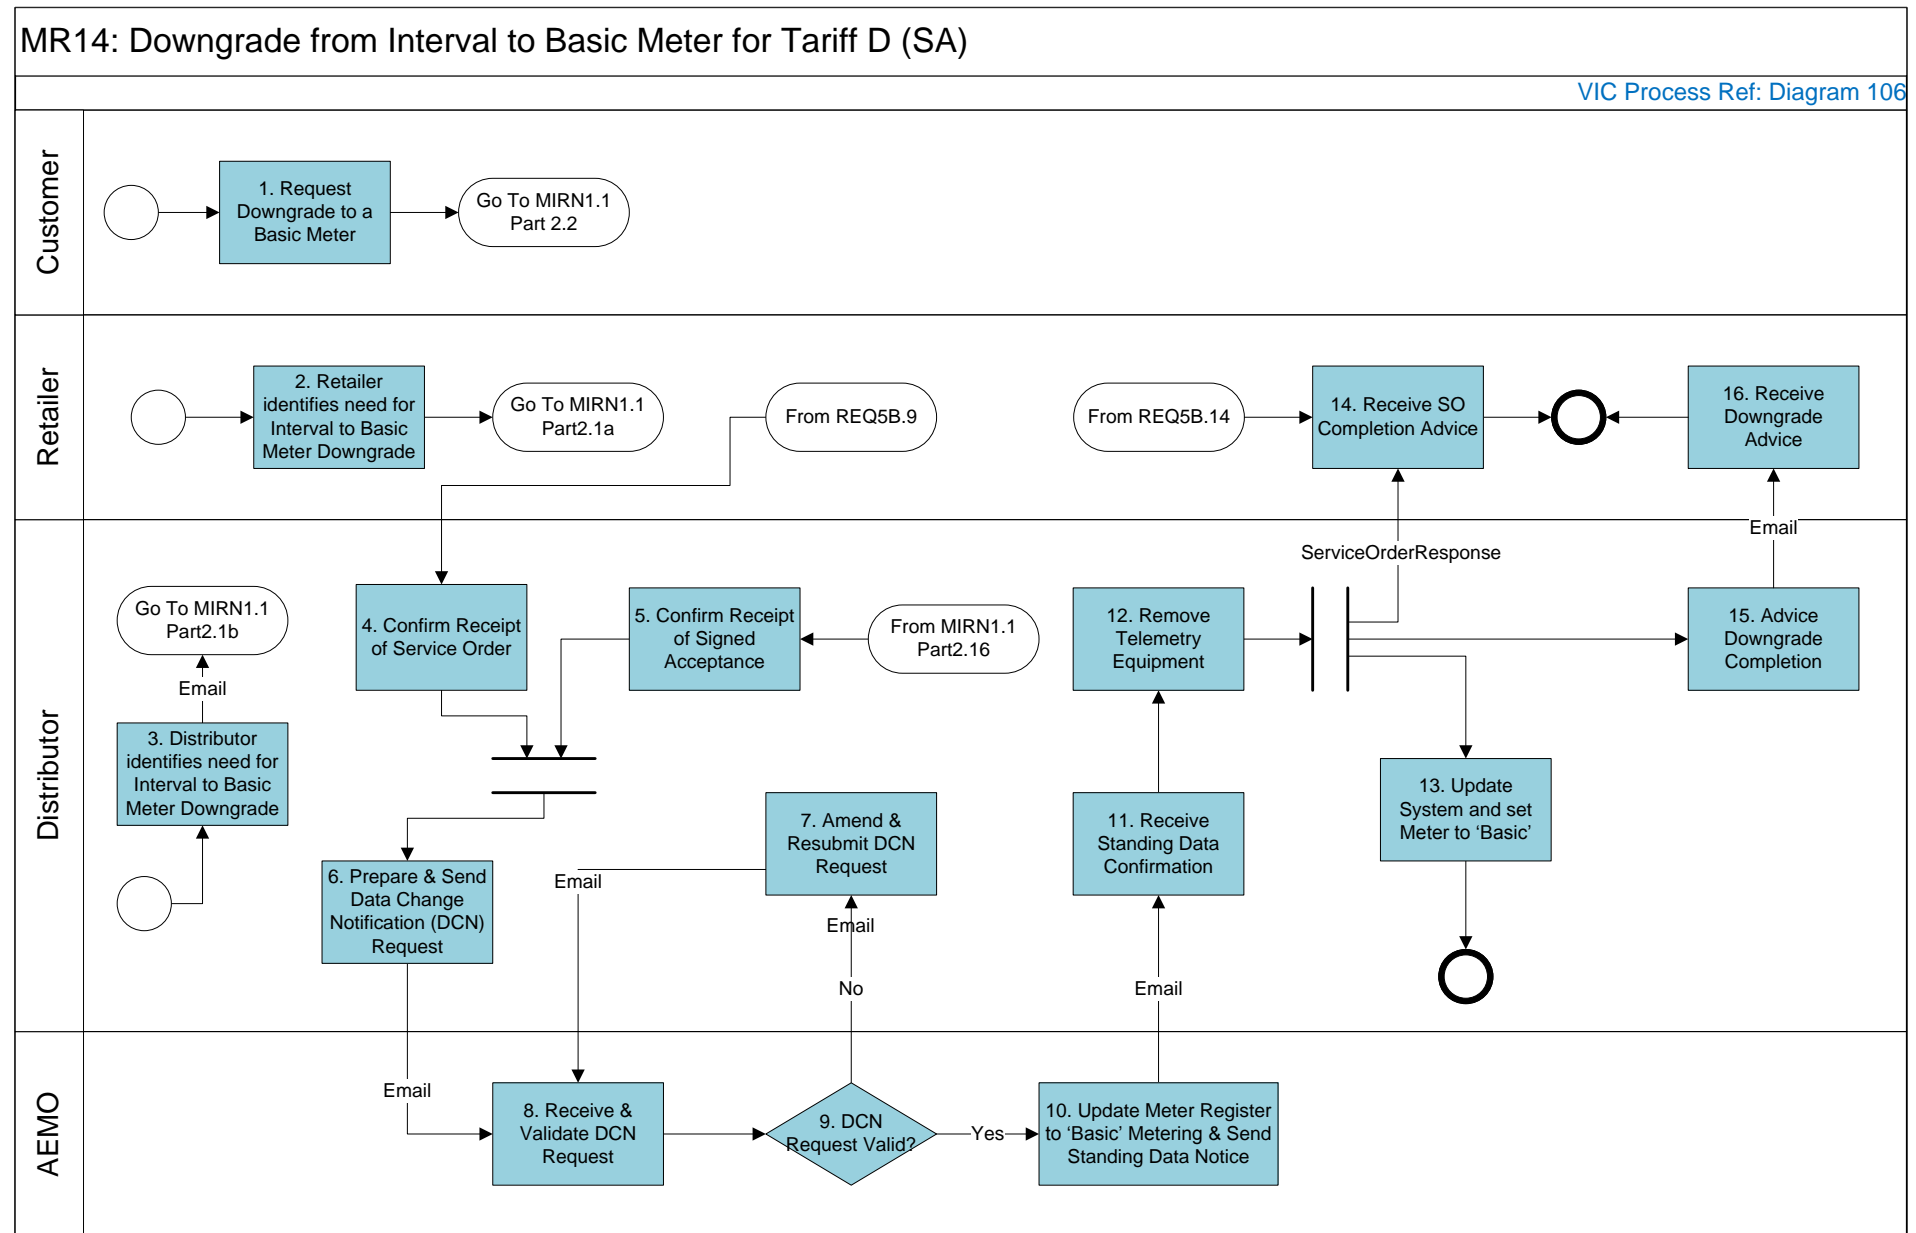 MR14: Downgrade from Interval to Basic Meter for Tariff D (SA)
VIC Process Ref: Diagram 106
Customer
1. Request
Downgrade to a
Basic Meter
Go To MIRN1.1
Part 2.2
Retailer
2. Retailer
identifies need for
Interval to Basic
Meter Downgrade
Go To MIRN1.1
Part2.1a
From REQ5B.9
From REQ5B.14
14. Receive SO
Completion Advice
16. Receive
Downgrade
Advice
Distributor
Email
ServiceOrderResponse
Go To MIRN1.1
Part2.1b
Email
3. Distributor
identifies need for
Interval to Basic
Meter Downgrade
4. Confirm Receipt
of Service Order
5. Confirm Receipt
of Signed
Acceptance
From MIRN1.1
Part2.16
12. Remove
Telemetry
Equipment
15. Advice
Downgrade
Completion
13. Update
System and set
Meter to ‘Basic’
6. Prepare & Send
Data Change
Notification (DCN)
Request
Email
7. Amend &
Resubmit DCN
Request
Email
No
11. Receive
Standing Data
Confirmation
Email
AEMO
Email
8. Receive &
Validate DCN
Request
9. DCN
Request Valid?
Yes
10. Update Meter Register
to ‘Basic’ Metering & Send
Standing Data Notice